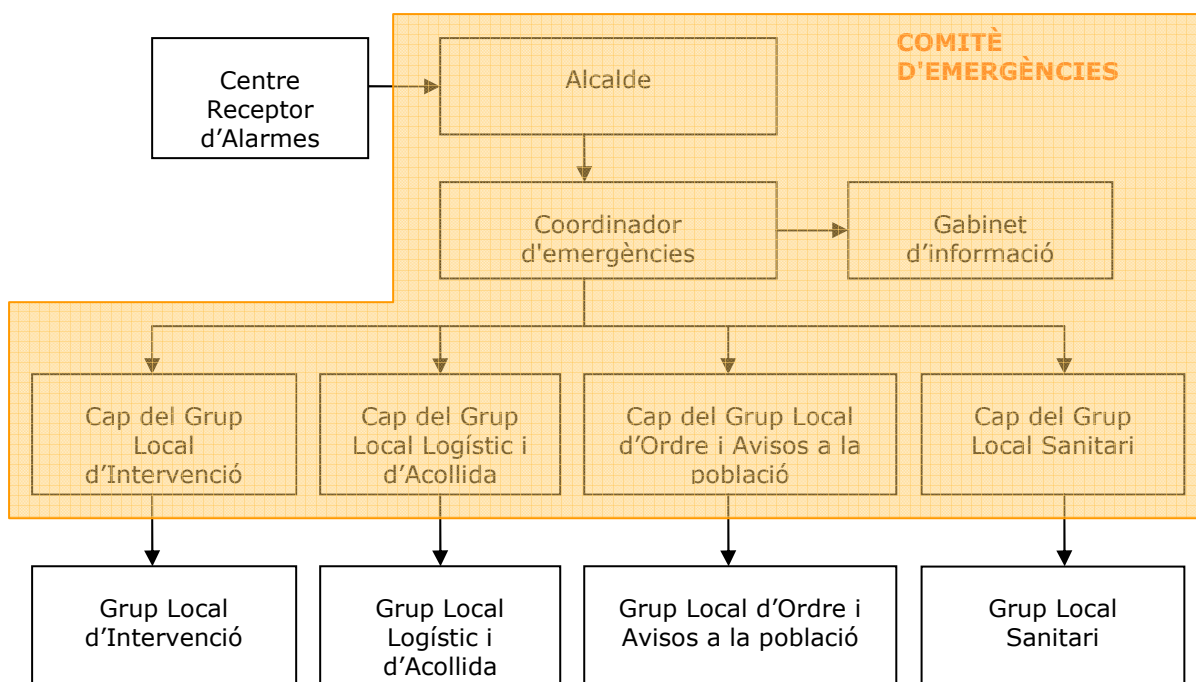 COMITÈ
D'EMERGÈNCIES
Centre
Receptor
d’Alarmes
Alcalde
Coordinador
d'emergències
Gabinet
d’informació
Cap del Grup
Local
d’Intervenció
Cap del Grup
Local Logístic i
d’Acollida
Cap del Grup Local
d’Ordre i Avisos a la
població
Cap del Grup
Local Sanitari
Grup Local
d’Intervenció
Grup Local
Logístic i
d’Acollida
Grup Local d’Ordre i
Avisos a la població
Grup Local
Sanitari